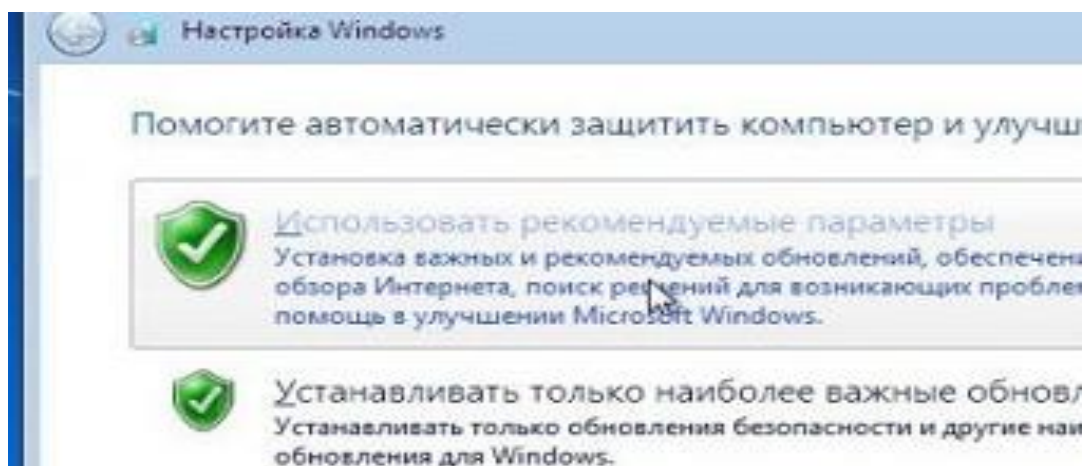 Настройка Windows
Помогите автоматически защитить компьютер и улучш
Использовать рекомендуемые параметры
Установка важных и рекомендуемых обновлений, обеспечени
обзора Интернета, поиск решений для возникающих проблем
помощь в улучшении Microsoft Windows.
Устанавливать только наиболее важные обновл
Устанавливать только обновления безопасности и другие наи
обновления для Windows.